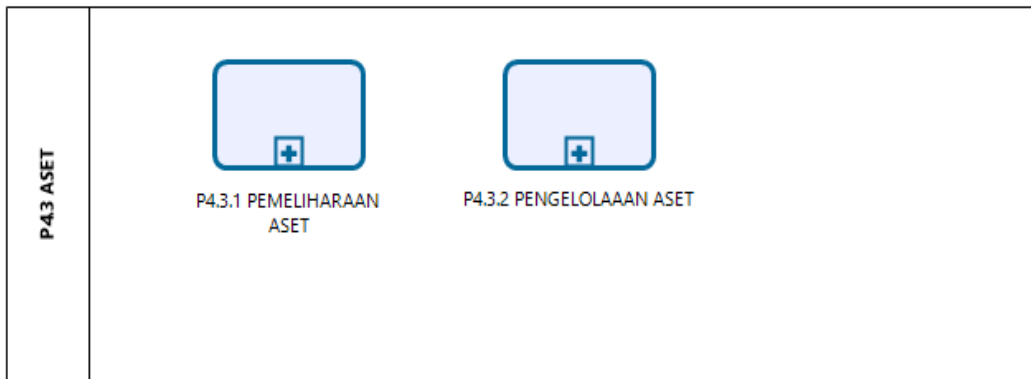 P4.3 ASET
P4.3.1 PEMELIHARAAN
ASET
P4.3.2 PENGELOLAAAN ASET